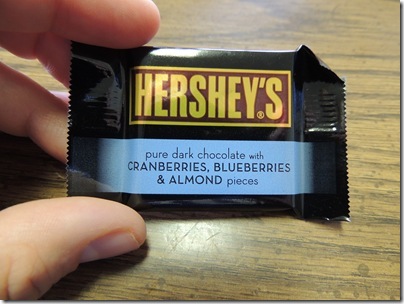 HERSHEY'S®
pure dark chocolate with
CRANBERRIES, BLUEBERRIES
& ALMOND pieces